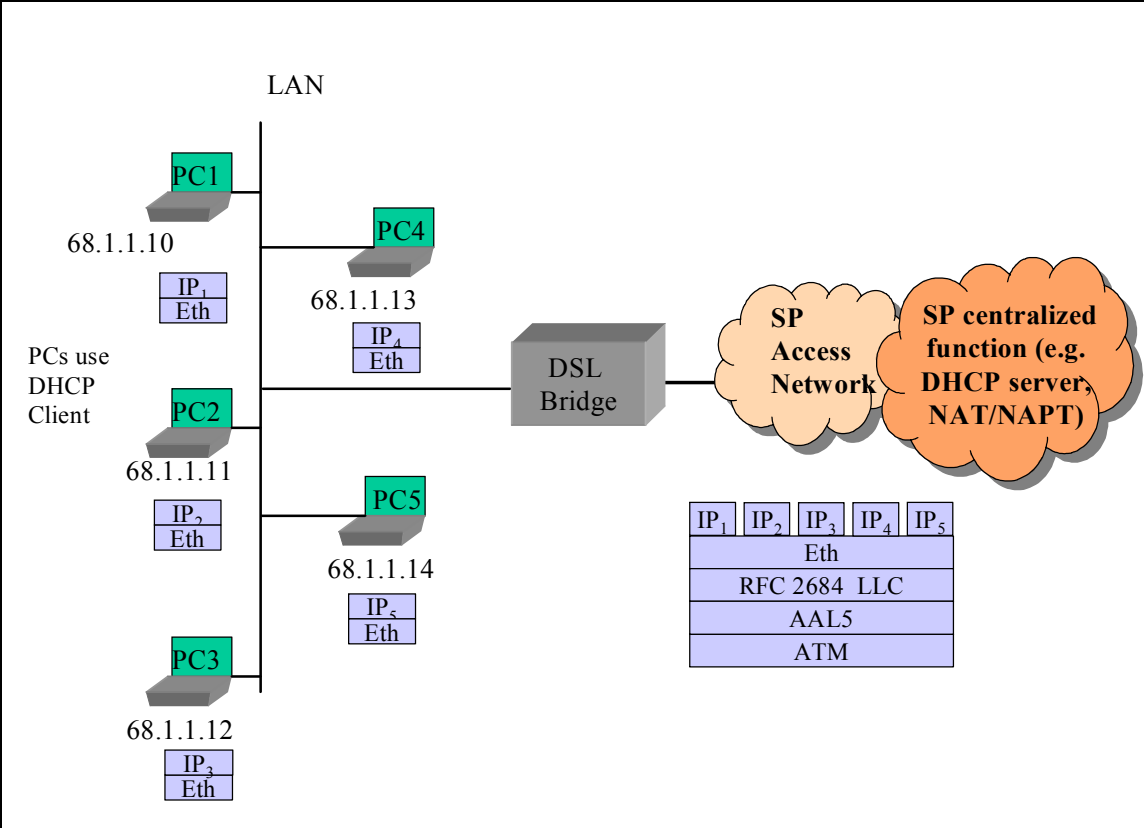 LAN
PC1
68.1.1.10
IP1
Eth
PC4
68.1.1.13
IP4
Eth
PCs use
DHCP
Client
PC2
68.1.1.11
IP2
Eth
PC5
68.1.1.14
IP5
Eth
PC3
68.1.1.12
IP3
Eth
DSL
Bridge
SP
Access
Network
SP centralized
function (e.g.
DHCP server,
NAT/NAPT)
IP1 IP2 IP3 IP4 IP5
Eth
RFC 2684 LLC
AAL5
ATM